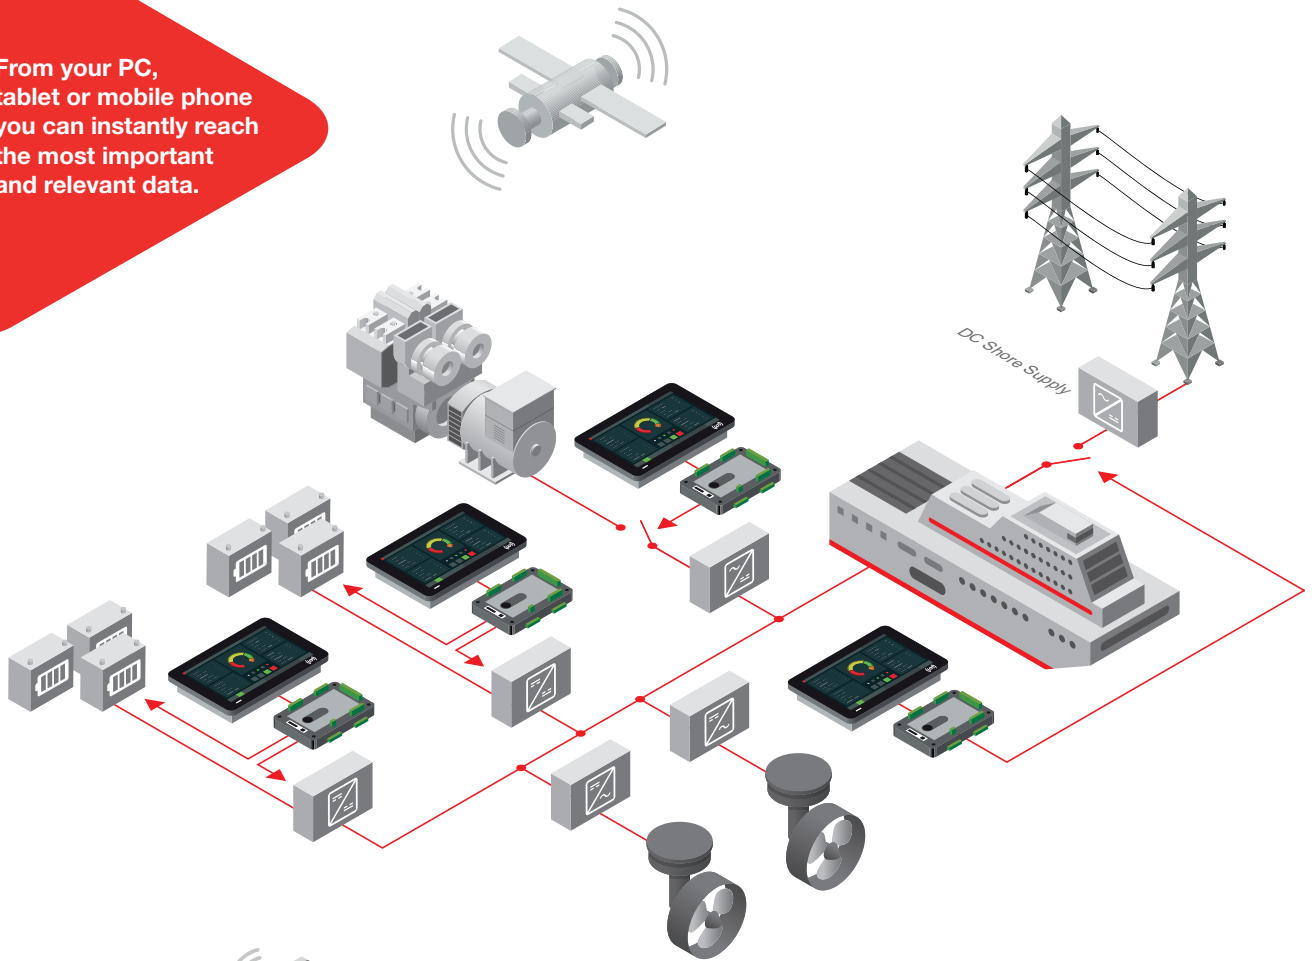 From your PC,
tablet or mobile phone
you can instantly reach
the most important
and relevant data.
DC Shore Supply